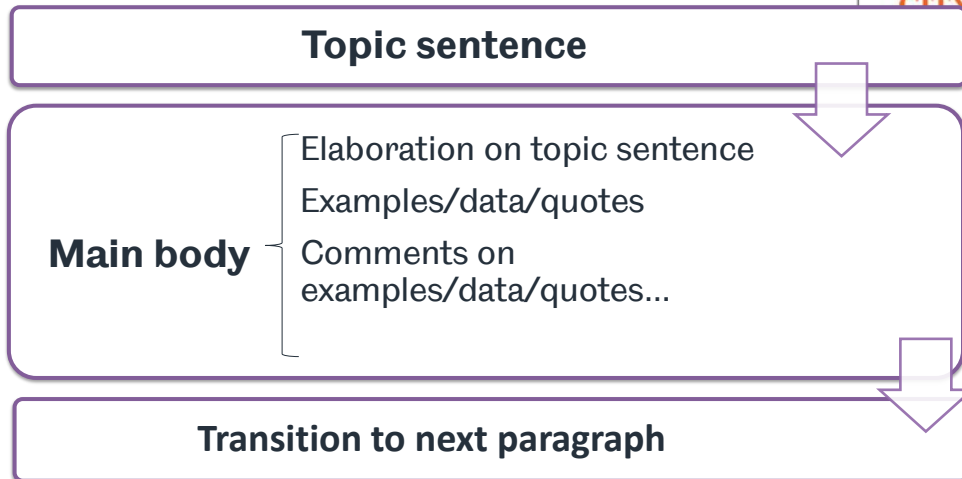 Topic sentence
Elaboration on topic sentence
Examples/data/quotes
Main body
Comments on
examples/data/quotes...
Transition to next paragraph